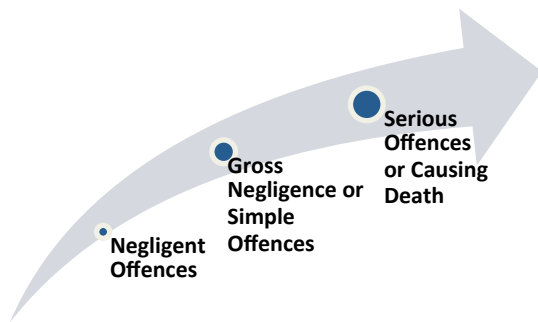 Negligent
Offences
Gross
Negligence or
Simple
Offences
Serious
Offences
or Causing
Death